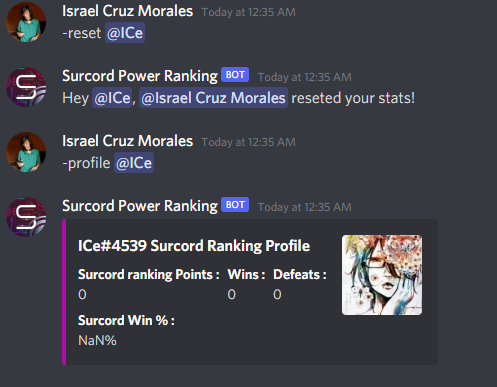 Israel Cruz Morales Today at 12:35 AM
-reset @ICe
Surcord Power Ranking BOT Today at 12:35 AM
Hey @ICe, @Israel Cruz Morales reseted your stats!
Israel Cruz Morales Today at 12:35 AM
-profile @ICe
Surcord Power Ranking BOT Today at 12:35 AM
ICe#4539 Surcord Ranking Profile
Surcord ranking Points : Wins : Defeats :
0 0 0
Surcord Win % :
NaN%